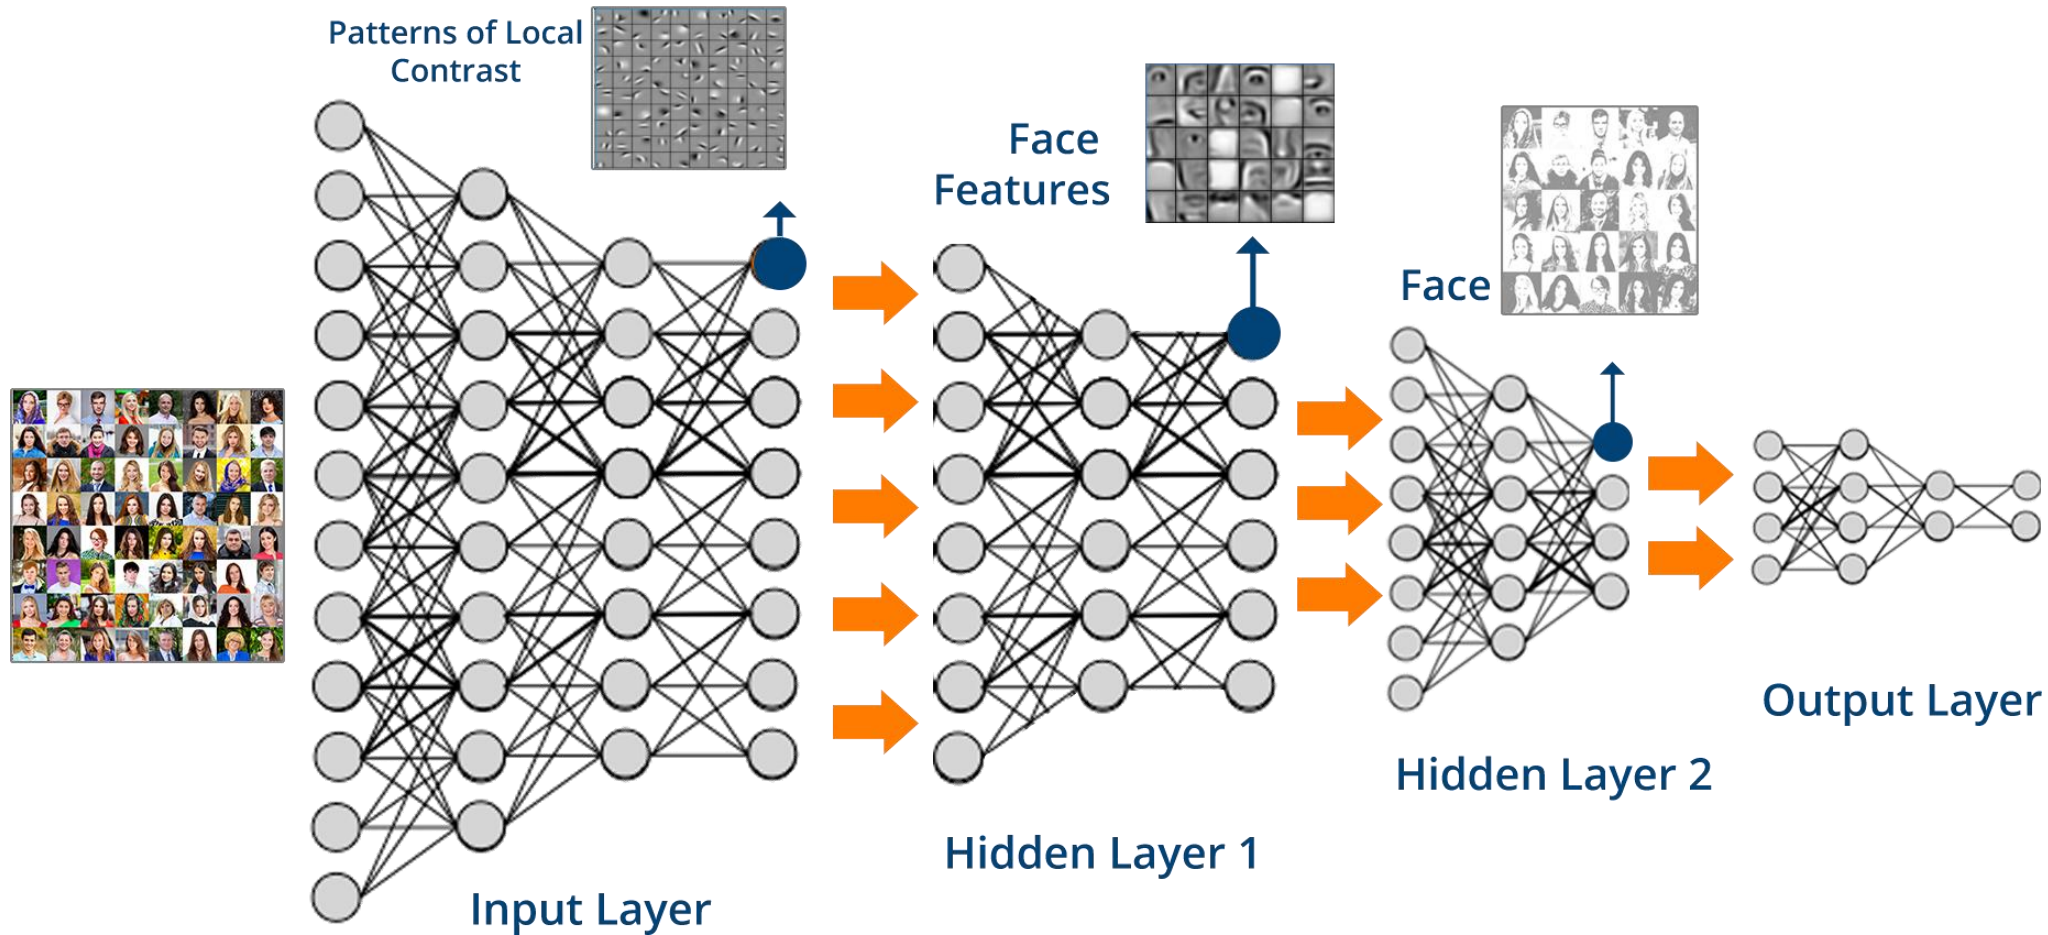 Patterns of Local
Contrast
Face
Features
Face
Output Layer
Hidden Layer 2
Hidden Layer 1
Input Layer